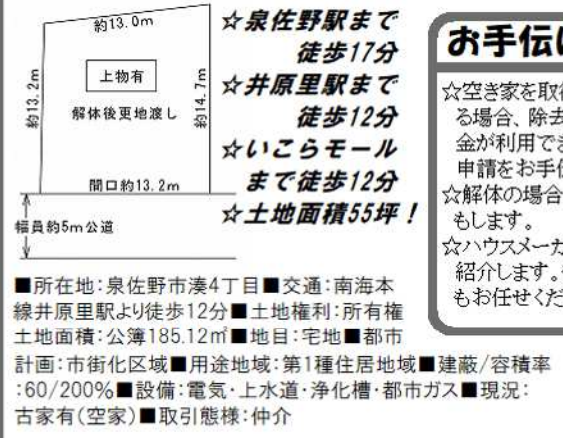 約13.0m
約13.2m
上物有
解体後更地渡し
約14.7m
間口約13.2m
幅員約5m公道
☆泉佐野駅まで
徒歩17分
☆井原里駅まで
徒歩12分
☆いこらモール
まで徒歩12分
☆土地面積55坪！
お手伝
☆空き家を取
る場合、除去
金が利用でき
申請をお手伝
☆解体の場合
もします。
☆ハウスメーカ
紹介します。
もお任せくだ
■所在地:泉佐野市湊4丁目■交通:南海本
線井原里駅より徒歩12分■土地権利:所有権
土地面積:公簿185.12㎡■地目:宅地■都市
計画:市街化区域■用途地域:第1種住居地域■建蔽/容積率
:60/200%■設備:電気・上水道・浄化槽・都市ガス■現況:
古家有(空家)■取引態様:仲介